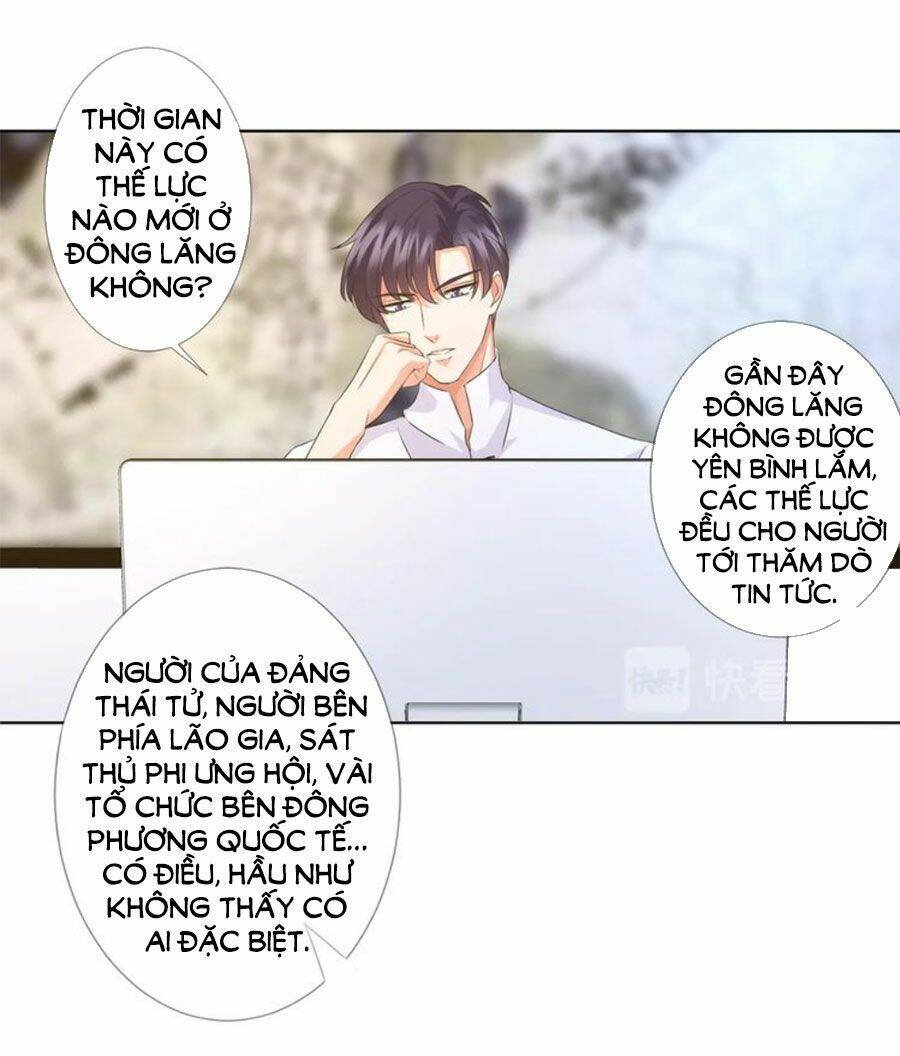 THỜI GIAN
NÀY CÓ
THẾ LỰC
NÀO MỚI Ở
ĐÔNG LĂNG
KHÔNG?
GẦN ĐÂY
ĐÔNG LĂNG
KHÔNG ĐƯỢC
YÊN BÌNH LẮM,
CÁC THẾ LỰC
ĐỀU CHO NGƯỜI
TỚI THĂM DÒ
TIN TỨC.
快看!
快看
NGƯỜI CỦA ĐẢNG
THÁI TỬ, NGƯỜI BÊN
PHÍA LÃO GIA, SÁT
THỦ PHI ƯNG HỘI, VÀI
TỔ CHỨC BÊN ĐÔNG
PHƯƠNG QUỐC TẾ...
CÓ ĐIỀU, HẦU NHƯ
KHÔNG THẤY CÓ
AI ĐẶC BIỆT.